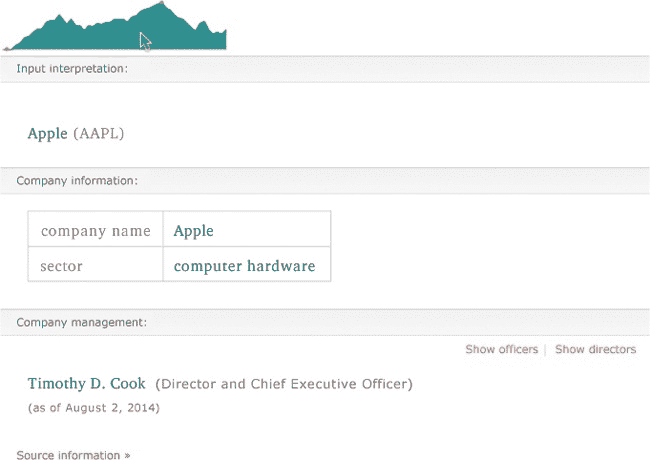 Input interpretation:
Apple (AAPL)
Company information:
company name Apple
sector computer hardware
Company management:
Show officers | Show directors
Timothy D. Cook (Director and Chief Executive Officer)
(as of August 2, 2014)
Source information »